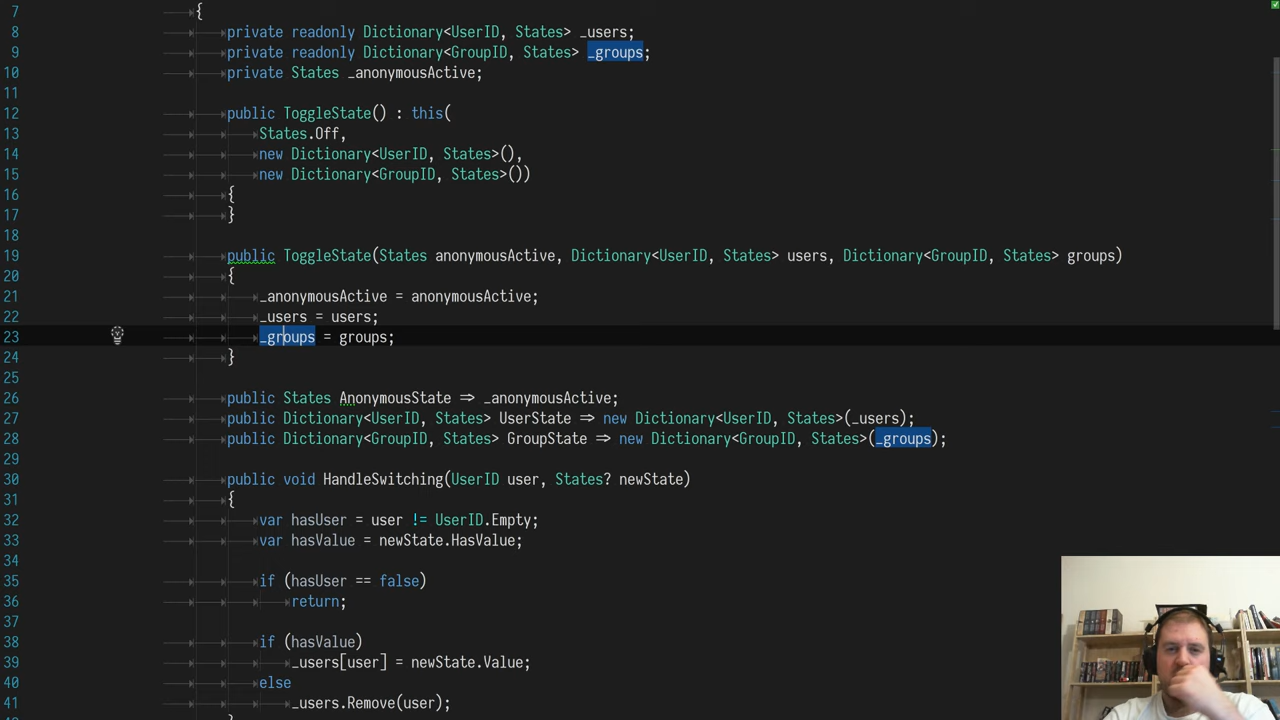 7 {
8 private readonly Dictionary<UserID, States> _users;
9 private readonly Dictionary<GroupID, States> _groups;
10 private States _anonymousActive;
11
12 public ToggleState() : this(
13 States.Off,
14 new Dictionary<UserID, States>(),
15 new Dictionary<GroupID, States>())
16 {
17 }
18
19 public ToggleState(States anonymousActive, Dictionary<UserID, States> users, Dictionary<GroupID, States> groups)
20 {
21 _anonymousActive = anonymousActive;
22 _users = users;
23 _groups = groups;
24 }
25
26 public States AnonymousState => _anonymousActive;
27 public Dictionary<UserID, States> UserState => new Dictionary<UserID, States>(_users);
28 public Dictionary<GroupID, States> GroupState => new Dictionary<GroupID, States>(_groups);
29
30 public void HandleSwitching(UserID user, States? newState)
31 {
32 var hasUser = user != UserID.Empty;
33 var hasValue = newState.HasValue;
34
35 if (hasUser == false)
36 return;
37
38 if (hasValue)
39 _users[user] = newState.Value;
40 else
41 _users.Remove(user);